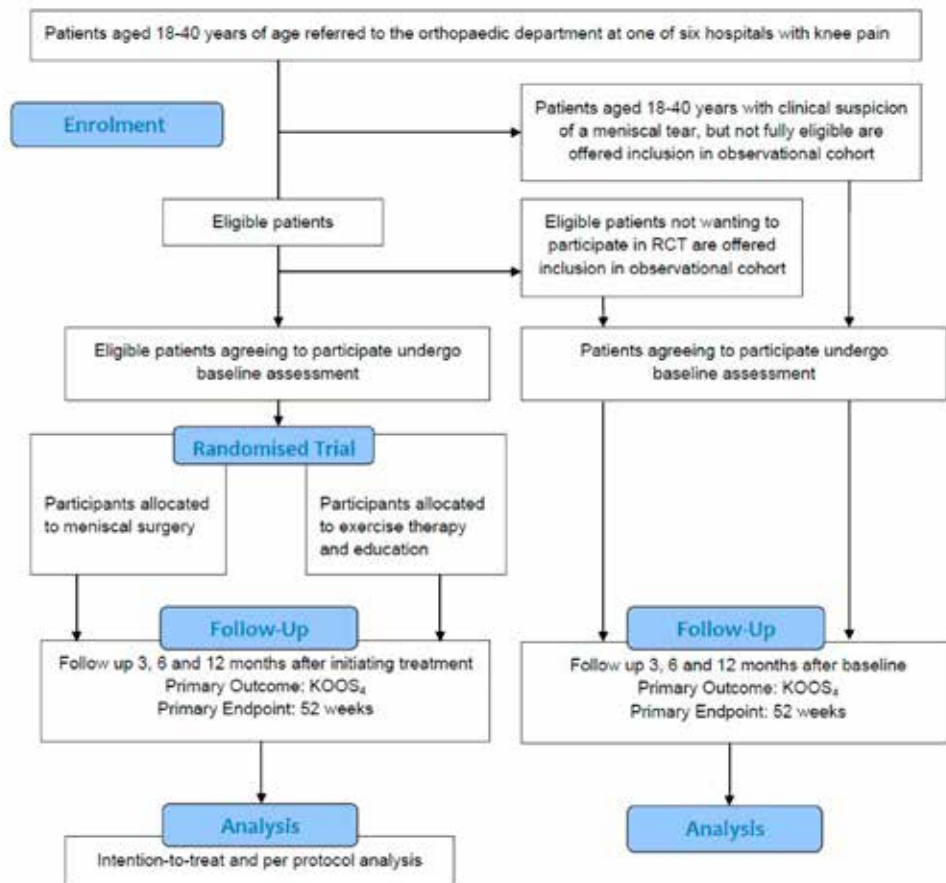 Patients aged 18-40 years of age referred to the orthopaedic department at one of six hospitals with knee pain
Enrolment
Patients aged 18-40 years with clinical suspicion
of a meniscal tear, but not fully eligible are
offered inclusion in observational cohort
Eligible patients
Eligible patients not wanting to
participate in RCT are offered
inclusion in observational cohort
Eligible patients agreeing to participate undergo
baseline assessment
Patients agreeing to participate undergo
baseline assessment
Randomised Trial
Participants allocated
to meniscal surgery
Participants allocated
to exercise therapy
and education
Follow-Up
Follow up 3, 6 and 12 months after initiating treatment
Primary Outcome: KOOS₄
Primary Endpoint: 52 weeks
Follow-Up
Follow up 3, 6 and 12 months after baseline
Primary Outcome: KOOS₄
Primary Endpoint: 52 weeks
Analysis
Intention-to-treat and per protocol analysis
Analysis